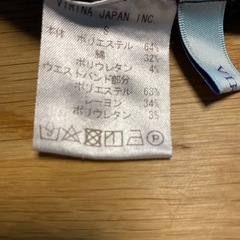 VIRINA JAPAN INC.
S
本体 ポリエステル 64%
綿 32%
ポリウレタン 4%
ウエストバンド部分
ポリエステル 63%
レーヨン 34%
ポリウレタン 3%
VIR